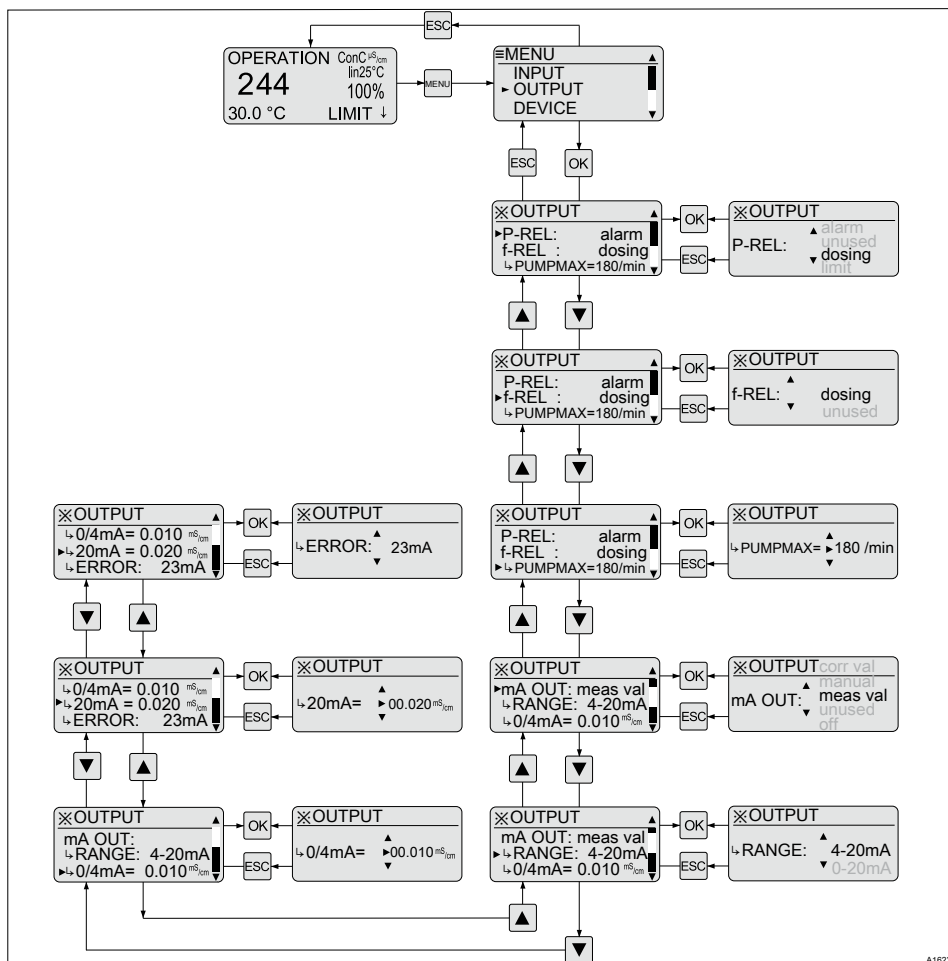 ESC
OPERATION ConC µS/cm
lin25°C
244 100%
30.0 °C LIMIT ↓
MENU
≡MENU ▲
INPUT
► OUTPUT
DEVICE ▼
ESC
OK
※OUTPUT ▲
►P-REL: alarm
f-REL : dosing
↳PUMPMAX=180/min ▼
OK
ESC
※OUTPUT
▲ alarm
unused
P-REL: dosing
▼ limit
▲
▼
※OUTPUT ▲
P-REL: alarm
►f-REL : dosing
↳PUMPMAX=180/min ▼
OK
ESC
※OUTPUT
▲
f-REL: dosing
▼ unused
▲
▼
※OUTPUT ▲
↳0/4mA= 0.010 mS/cm
►↳20mA = 0.020 mS/cm
↳ERROR: 23mA ▼
OK
ESC
※OUTPUT
▲
↳ERROR: 23mA
▼
※OUTPUT ▲
P-REL: alarm
f-REL : dosing
►↳PUMPMAX=180/min ▼
OK
ESC
※OUTPUT
▲
↳PUMPMAX= ►180 /min
▼
▼
▲
▲
▼
※OUTPUT ▲
↳0/4mA= 0.010 mS/cm
►↳20mA = 0.020 mS/cm
↳ERROR: 23mA ▼
OK
ESC
※OUTPUT
▲
↳20mA= ► 00.020 mS/cm
▼
※OUTPUT ▲
►mA OUT: meas val
↳RANGE: 4-20mA
↳0/4mA= 0.010 mS/cm ▼
OK
ESC
※OUTPUT corr val
▲ manual
mA OUT: meas val
▼ unused
off
▼
▲
▲
▼
※OUTPUT ▲
mA OUT:
↳RANGE: 4-20mA
►↳0/4mA= 0.010 mS/cm ▼
OK
ESC
※OUTPUT
▲
↳0/4mA= ►00.010 mS/cm
▼
※OUTPUT ▲
mA OUT: meas val
►↳RANGE: 4-20mA
↳0/4mA= 0.010 mS/cm ▼
OK
ESC
※OUTPUT
▲
↳RANGE: 4-20mA
▼ 0-20mA
▲
▼